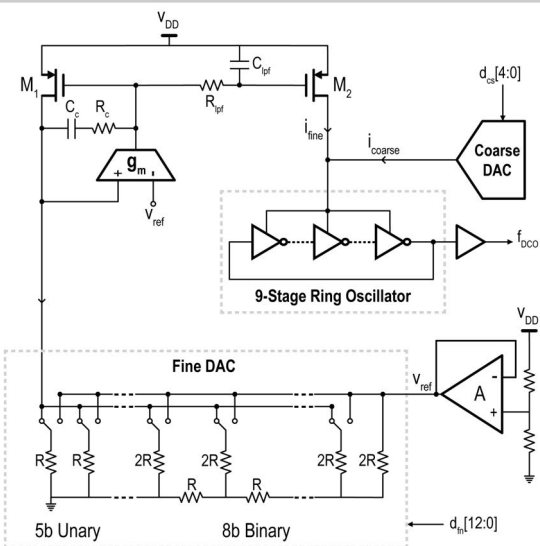 V_DD
M_1
C_c
R_c
g_m
+
-
V_ref
R_lpf
C_lpf
M_2
i_fine
i_coarse
d_cs[4:0]
Coarse
DAC
f_DCO
9-Stage Ring Oscillator
V_DD
Fine DAC
V_ref
A
-
+
R
R
2R
2R
2R
2R
R
R
5b Unary
8b Binary
d_fn[12:0]